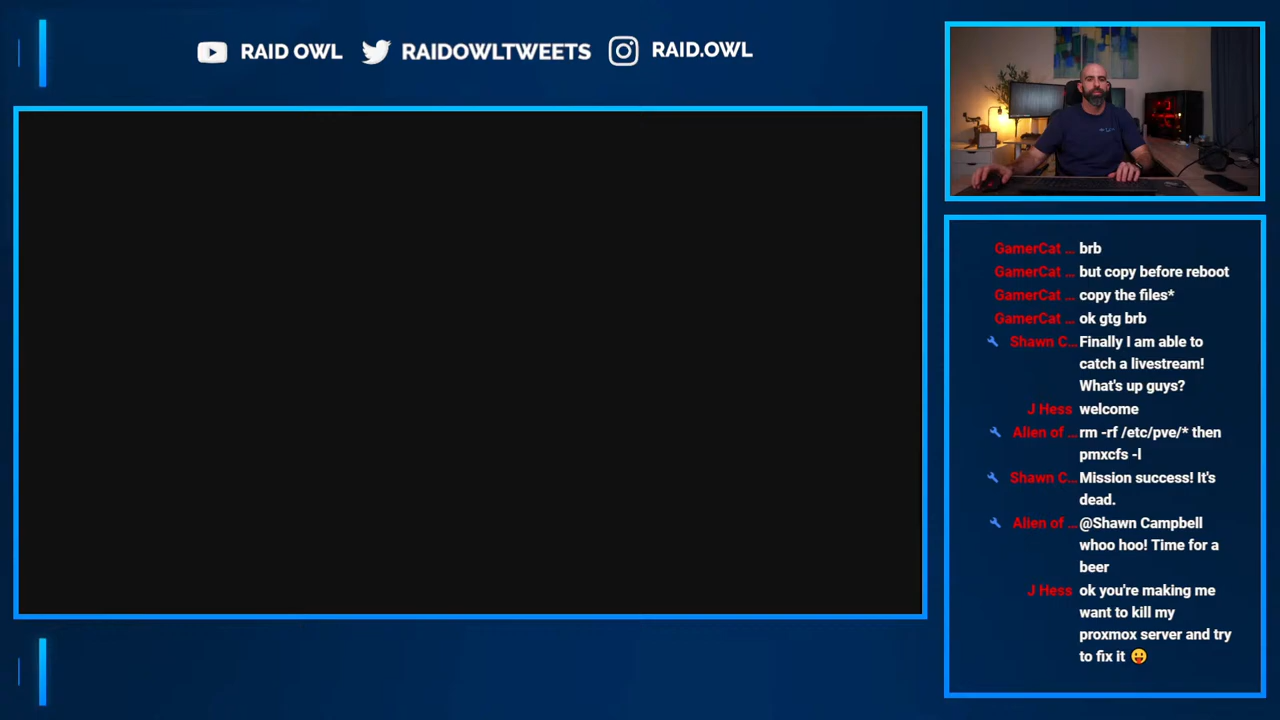 RAID OWL RAIDOWLTWEETS RAID.OWL
GamerCat ... brb
GamerCat ... but copy before reboot
GamerCat ... copy the files*
GamerCat ... ok gtg brb
Shawn C... Finally I am able to
catch a livestream!
What's up guys?
J Hess welcome
Alien of ... rm -rf /etc/pve/* then
pmxcfs -l
Shawn C... Mission success! It's
dead.
Alien of ... @Shawn Campbell
whoo hoo! Time for a
beer
J Hess ok you're making me
want to kill my
proxmox server and try
to fix it 😛